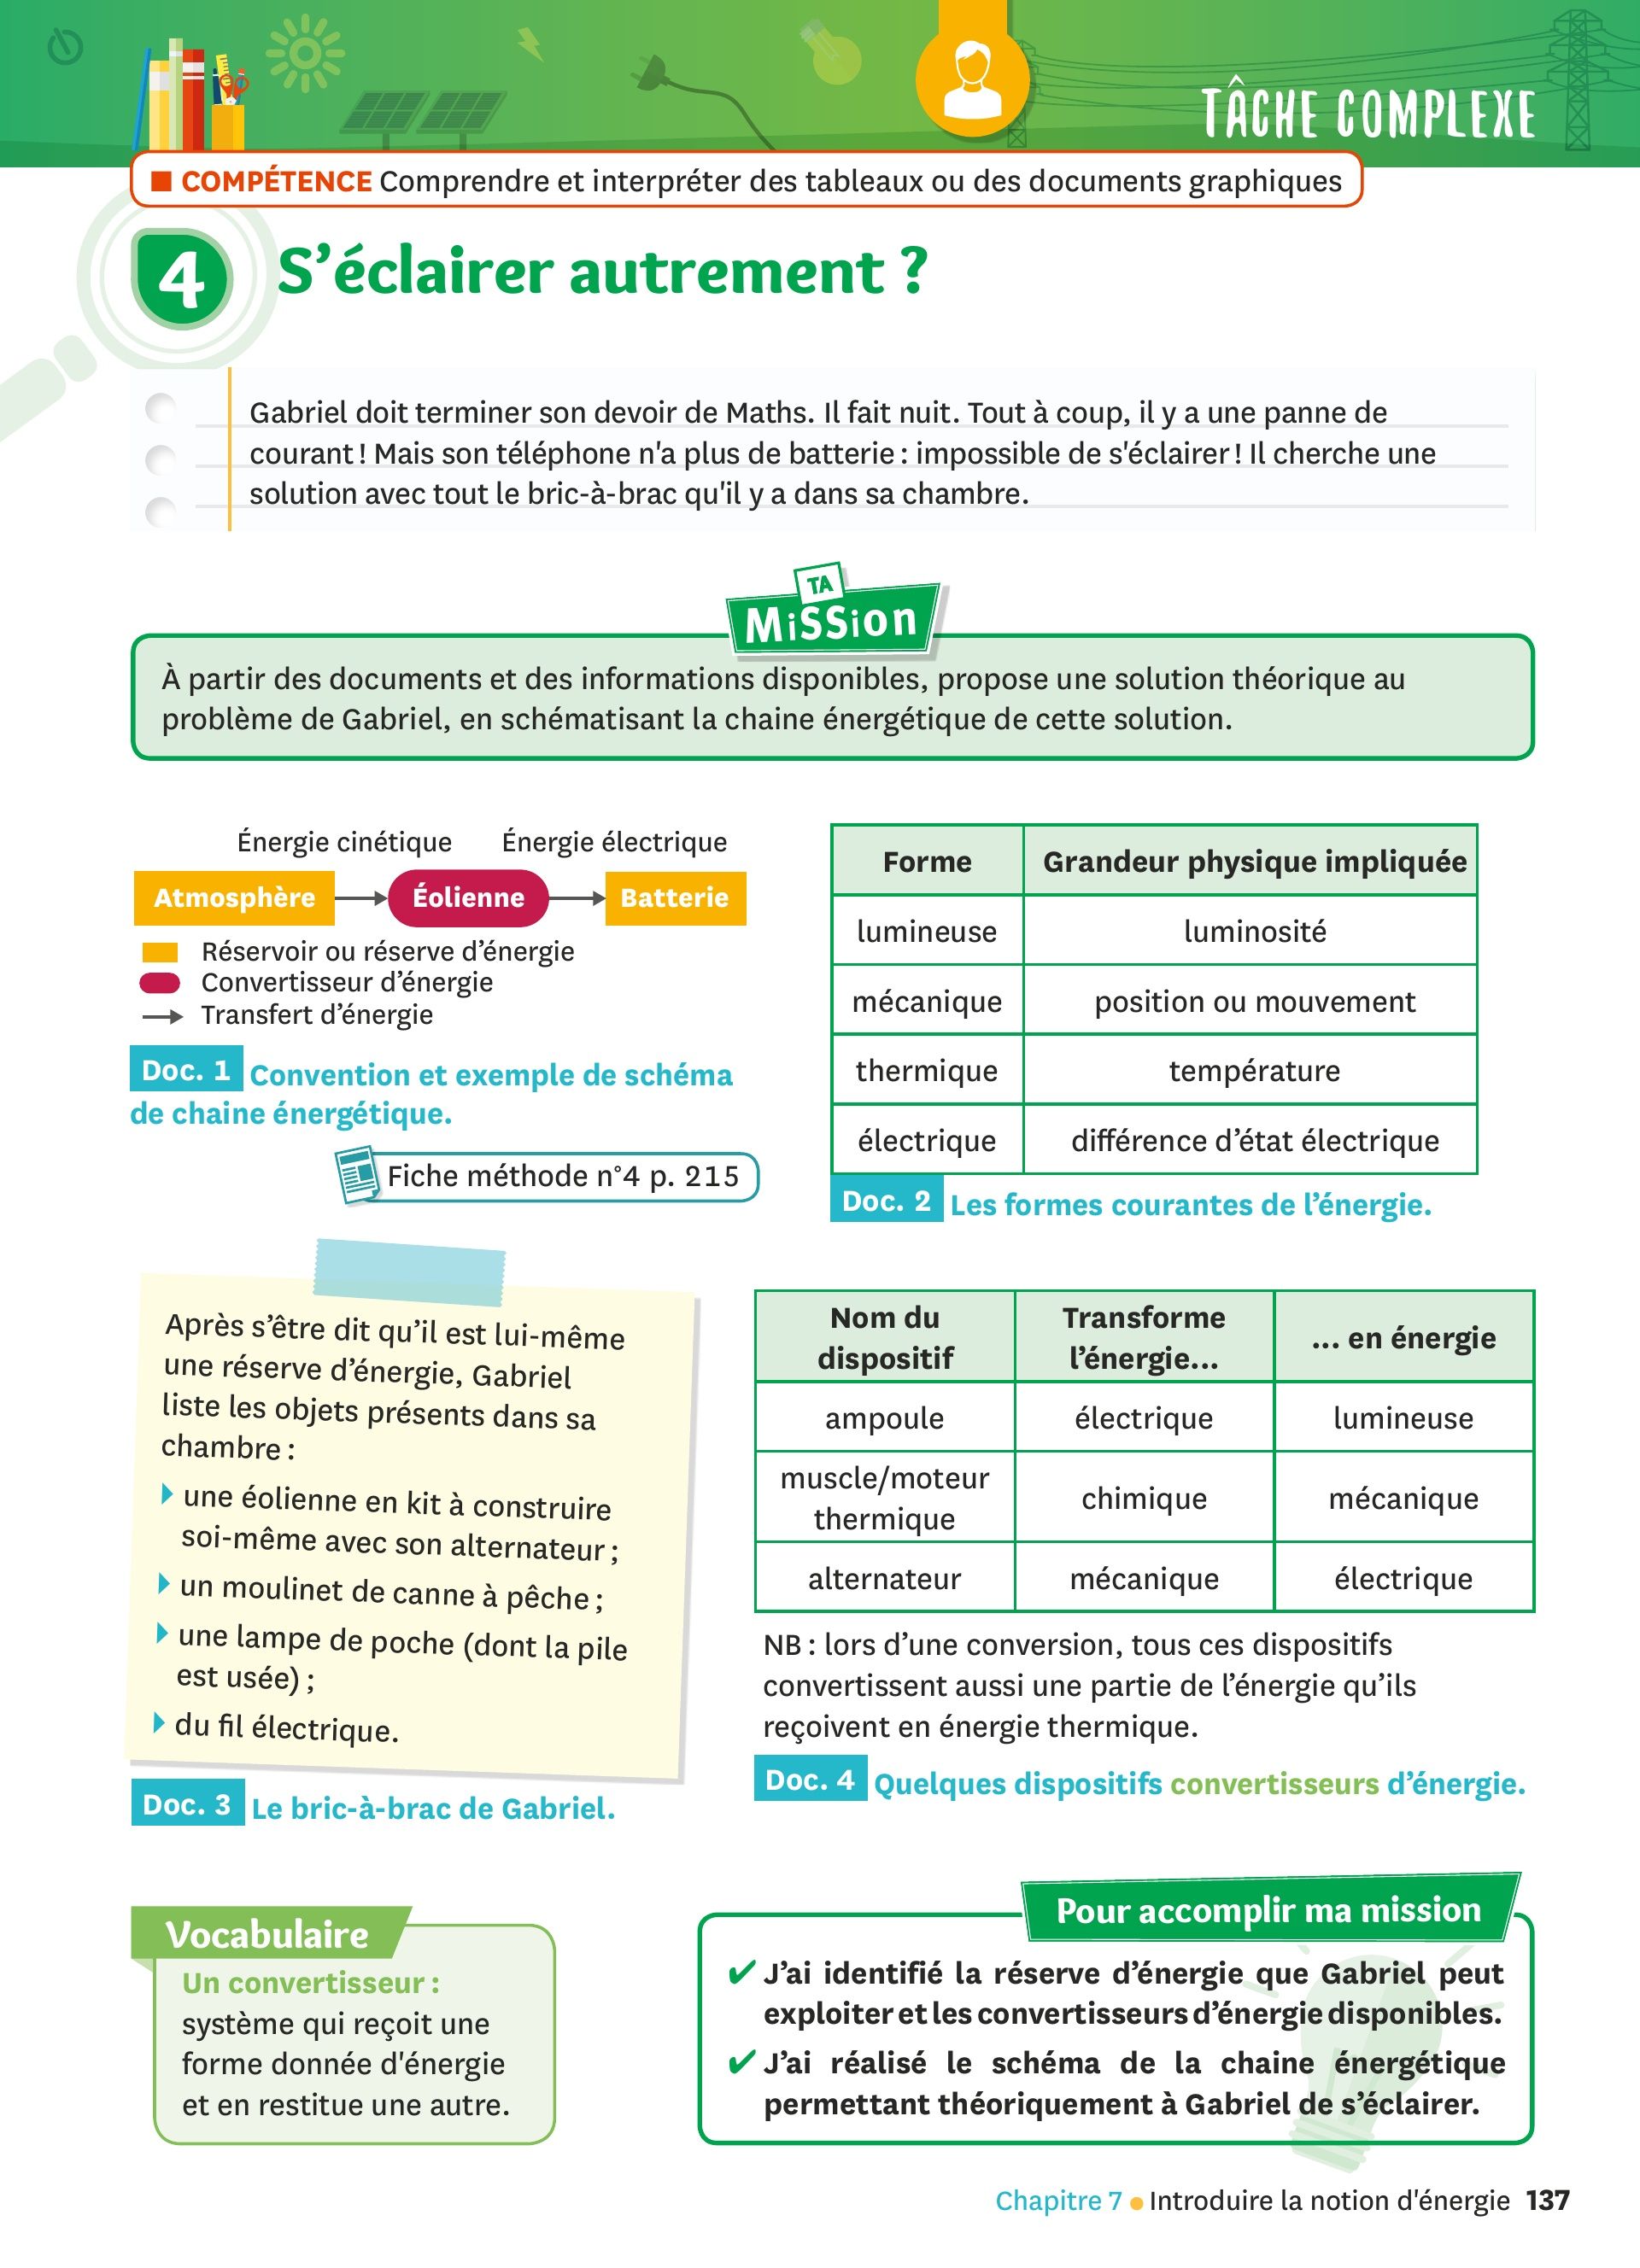 TÂCHE COMPLEXE
COMPÉTENCE Comprendre et interpréter des tableaux ou des documents graphiques
4 S'éclairer autrement ?
Gabriel doit terminer son devoir de Maths. Il fait nuit. Tout à coup, il y a une panne de
courant ! Mais son téléphone n'a plus de batterie : impossible de s'éclairer ! Il cherche une
solution avec tout le bric-à-brac qu'il y a dans sa chambre.
TA
MiSSion
À partir des documents et des informations disponibles, propose une solution théorique au
problème de Gabriel, en schématisant la chaine énergétique de cette solution.
Énergie cinétique Énergie électrique
Atmosphère Éolienne Batterie
Réservoir ou réserve d'énergie
Convertisseur d'énergie
Transfert d'énergie
Doc. 1 Convention et exemple de schéma
de chaine énergétique.
Fiche méthode n°4 p. 215
Forme Grandeur physique impliquée
lumineuse luminosité
mécanique position ou mouvement
thermique température
électrique différence d'état électrique
Doc. 2 Les formes courantes de l'énergie.
Après s'être dit qu'il est lui-même
une réserve d'énergie, Gabriel
liste les objets présents dans sa
chambre :
une éolienne en kit à construire
soi-même avec son alternateur ;
un moulinet de canne à pêche ;
une lampe de poche (dont la pile
est usée) ;
du fil électrique.
Doc. 3 Le bric-à-brac de Gabriel.
Nom du Transforme
dispositif l'énergie... ... en énergie
ampoule électrique lumineuse
muscle/moteur
thermique chimique mécanique
alternateur mécanique électrique
NB : lors d'une conversion, tous ces dispositifs
convertissent aussi une partie de l'énergie qu'ils
reçoivent en énergie thermique.
Doc. 4 Quelques dispositifs convertisseurs d'énergie.
Vocabulaire
Un convertisseur :
système qui reçoit une
forme donnée d'énergie
et en restitue une autre.
Pour accomplir ma mission
✔ J'ai identifié la réserve d'énergie que Gabriel peut
exploiter et les convertisseurs d'énergie disponibles.
✔ J'ai réalisé le schéma de la chaine énergétique
permettant théoriquement à Gabriel de s'éclairer.
Chapitre 7 • Introduire la notion d'énergie 137